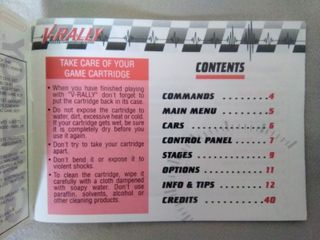 V-RALLY
TAKE CARE OF YOUR
GAME CARTRIDGE
• When you have finished playing
with "V-RALLY" don't forget to
put the cartridge back in its case.
• Do not expose the cartridge to
water, dirt, excessive heat or cold.
If your cartridge gets wet, be sure
it is completely dry before you
use it again.
• Don't try to take your cartridge
apart.
• Don't bend it or expone it to
violent shocks.
• To clean the cartridge, wipe it
carefully with a cloth dampened
with soapy water. Don't use
paraffin, solvents, alcohol or
other cleaning products.
CONTENTS
COMMANDS ........4
MAIN MENU ........5
CARS ........6
CONTROL PANEL ........7
STAGES ........9
OPTIONS ........11
INFO & TIPS ........12
CREDITS ........40